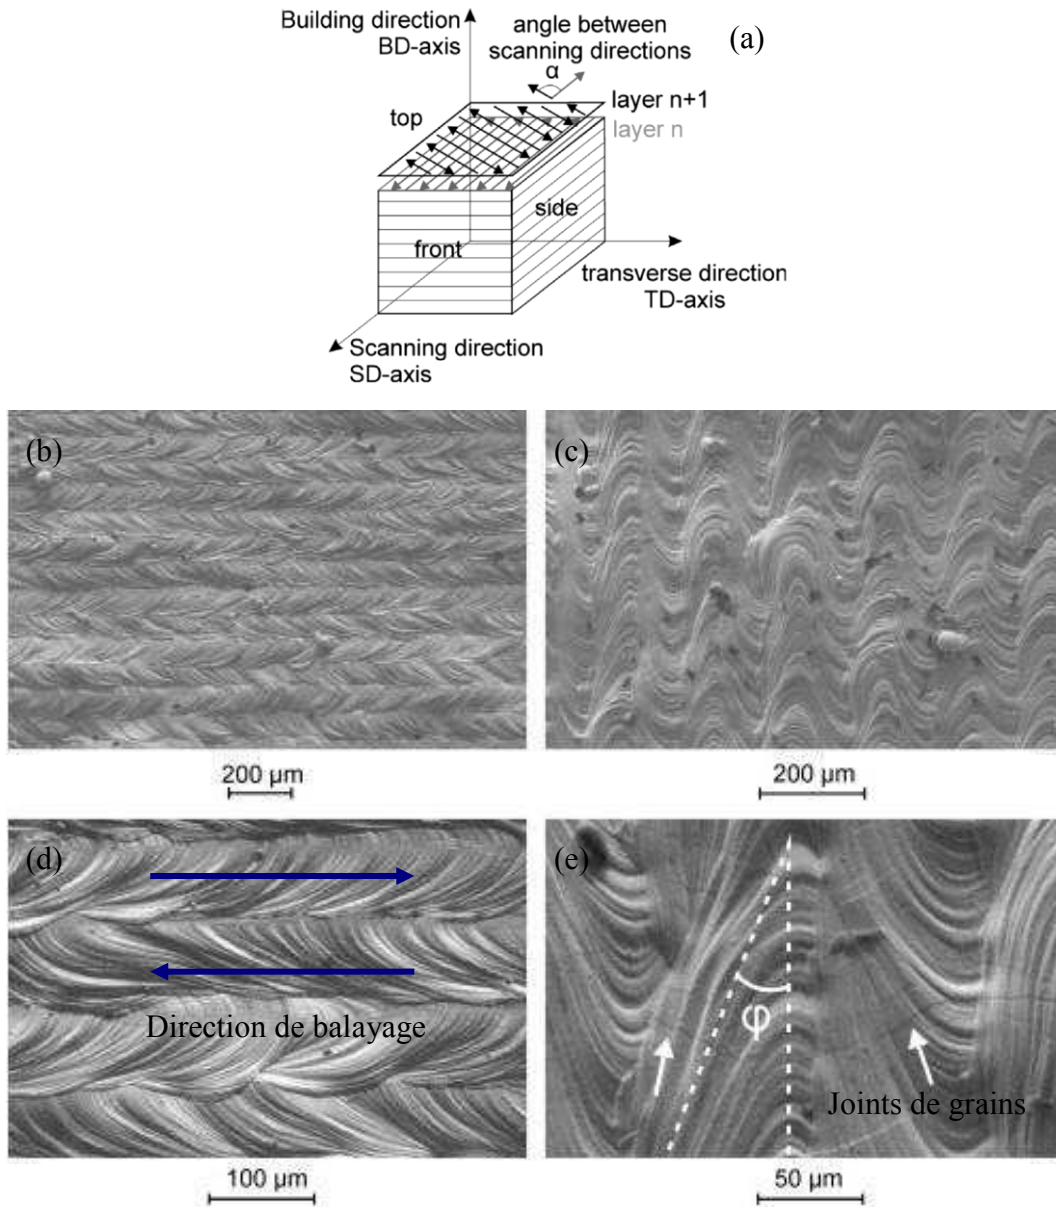 Building direction
BD-axis
angle between
scanning directions
(a)
α
layer n+1
layer n
top
side
front
transverse direction
TD-axis
Scanning direction
SD-axis
(b)
(c)
200 µm
200 µm
(d)
(e)
Direction de balayage
φ
Joints de grains
100 µm
50 µm